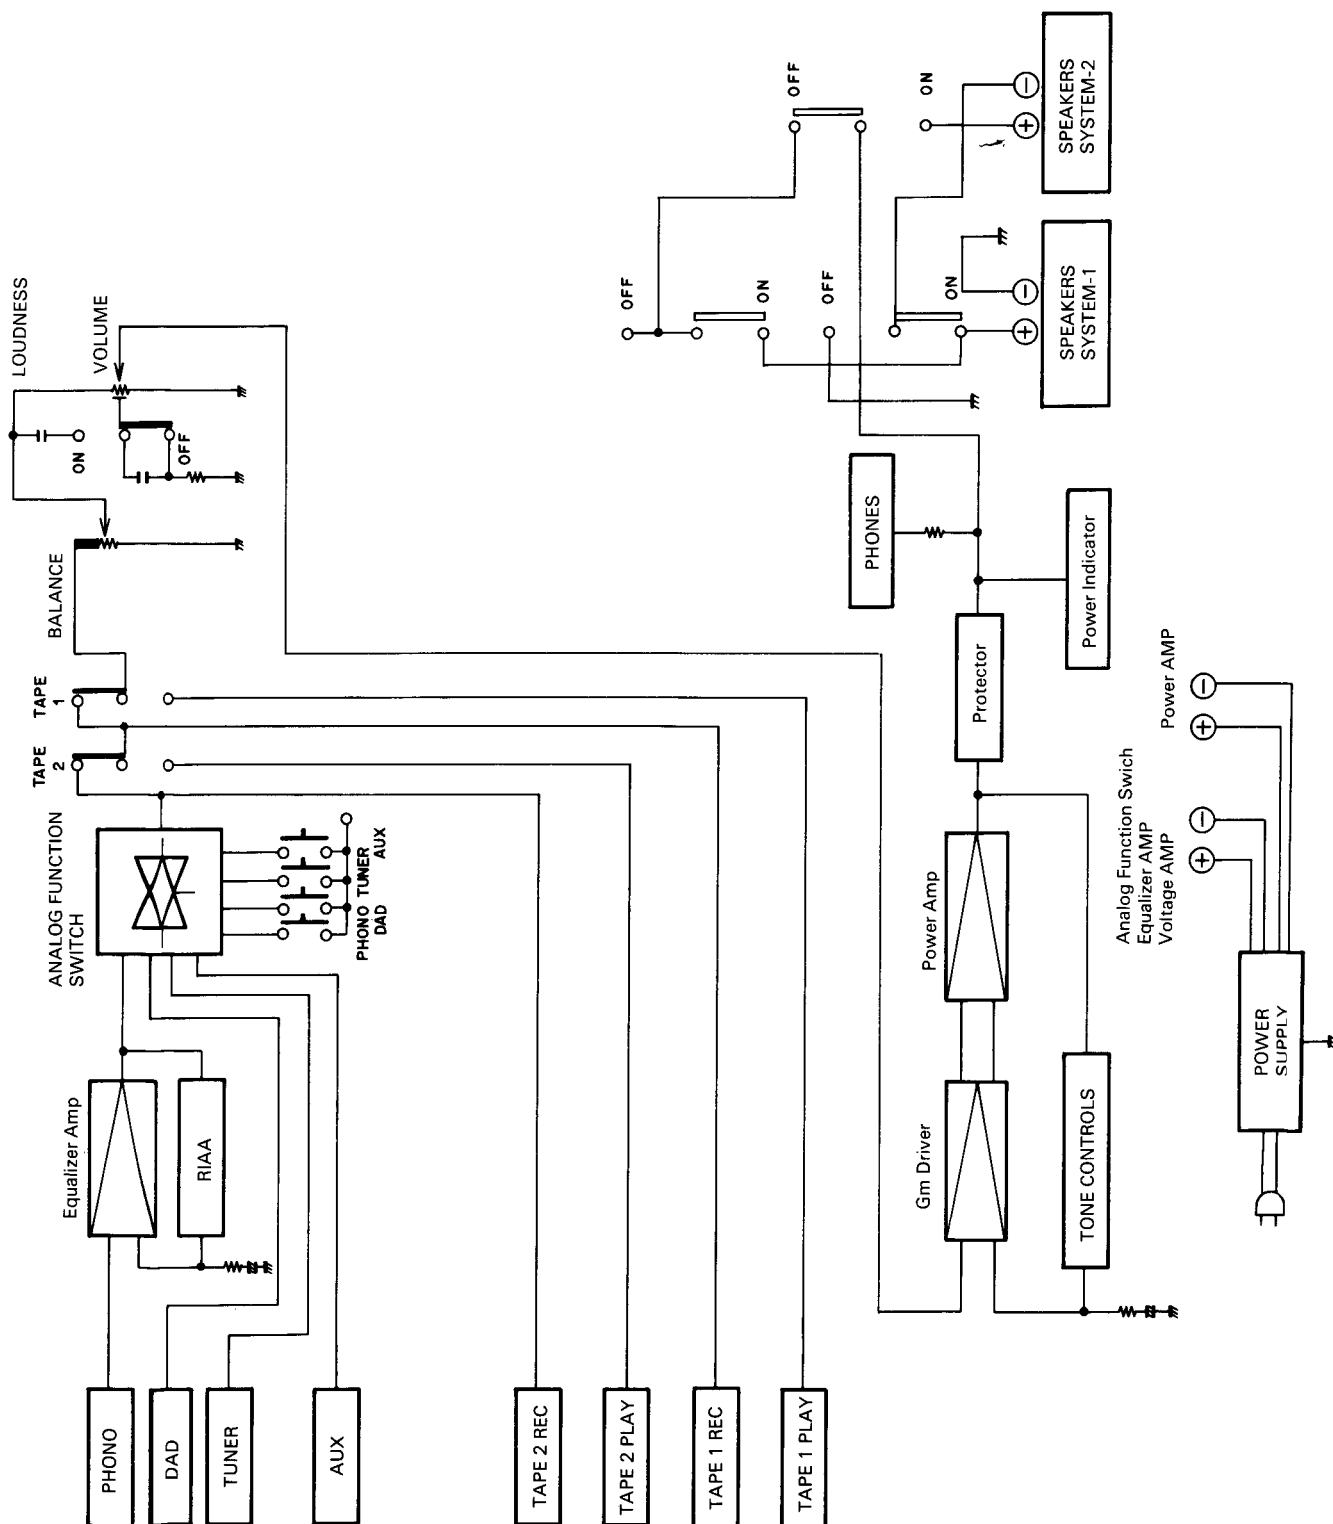 PHONO
DAD
TUNER
AUX
TAPE 2 REC
TAPE 2 PLAY
TAPE 1 REC
TAPE 1 PLAY
Equalizer Amp
RIAA
ANALOG FUNCTION
SWITCH
PHONO TUNER
DAD AUX
TAPE
2
TAPE
1
BALANCE
LOUDNESS
ON
OFF
VOLUME
Gm Driver
Power Amp
TONE CONTROLS
Protector
PHONES
Power Indicator
OFF
ON
OFF
ON
OFF
ON
SPEAKERS
SYSTEM-1
SPEAKERS
SYSTEM-2
POWER
SUPPLY
Analog Function Swich
Equalizer AMP
Voltage AMP
Power AMP